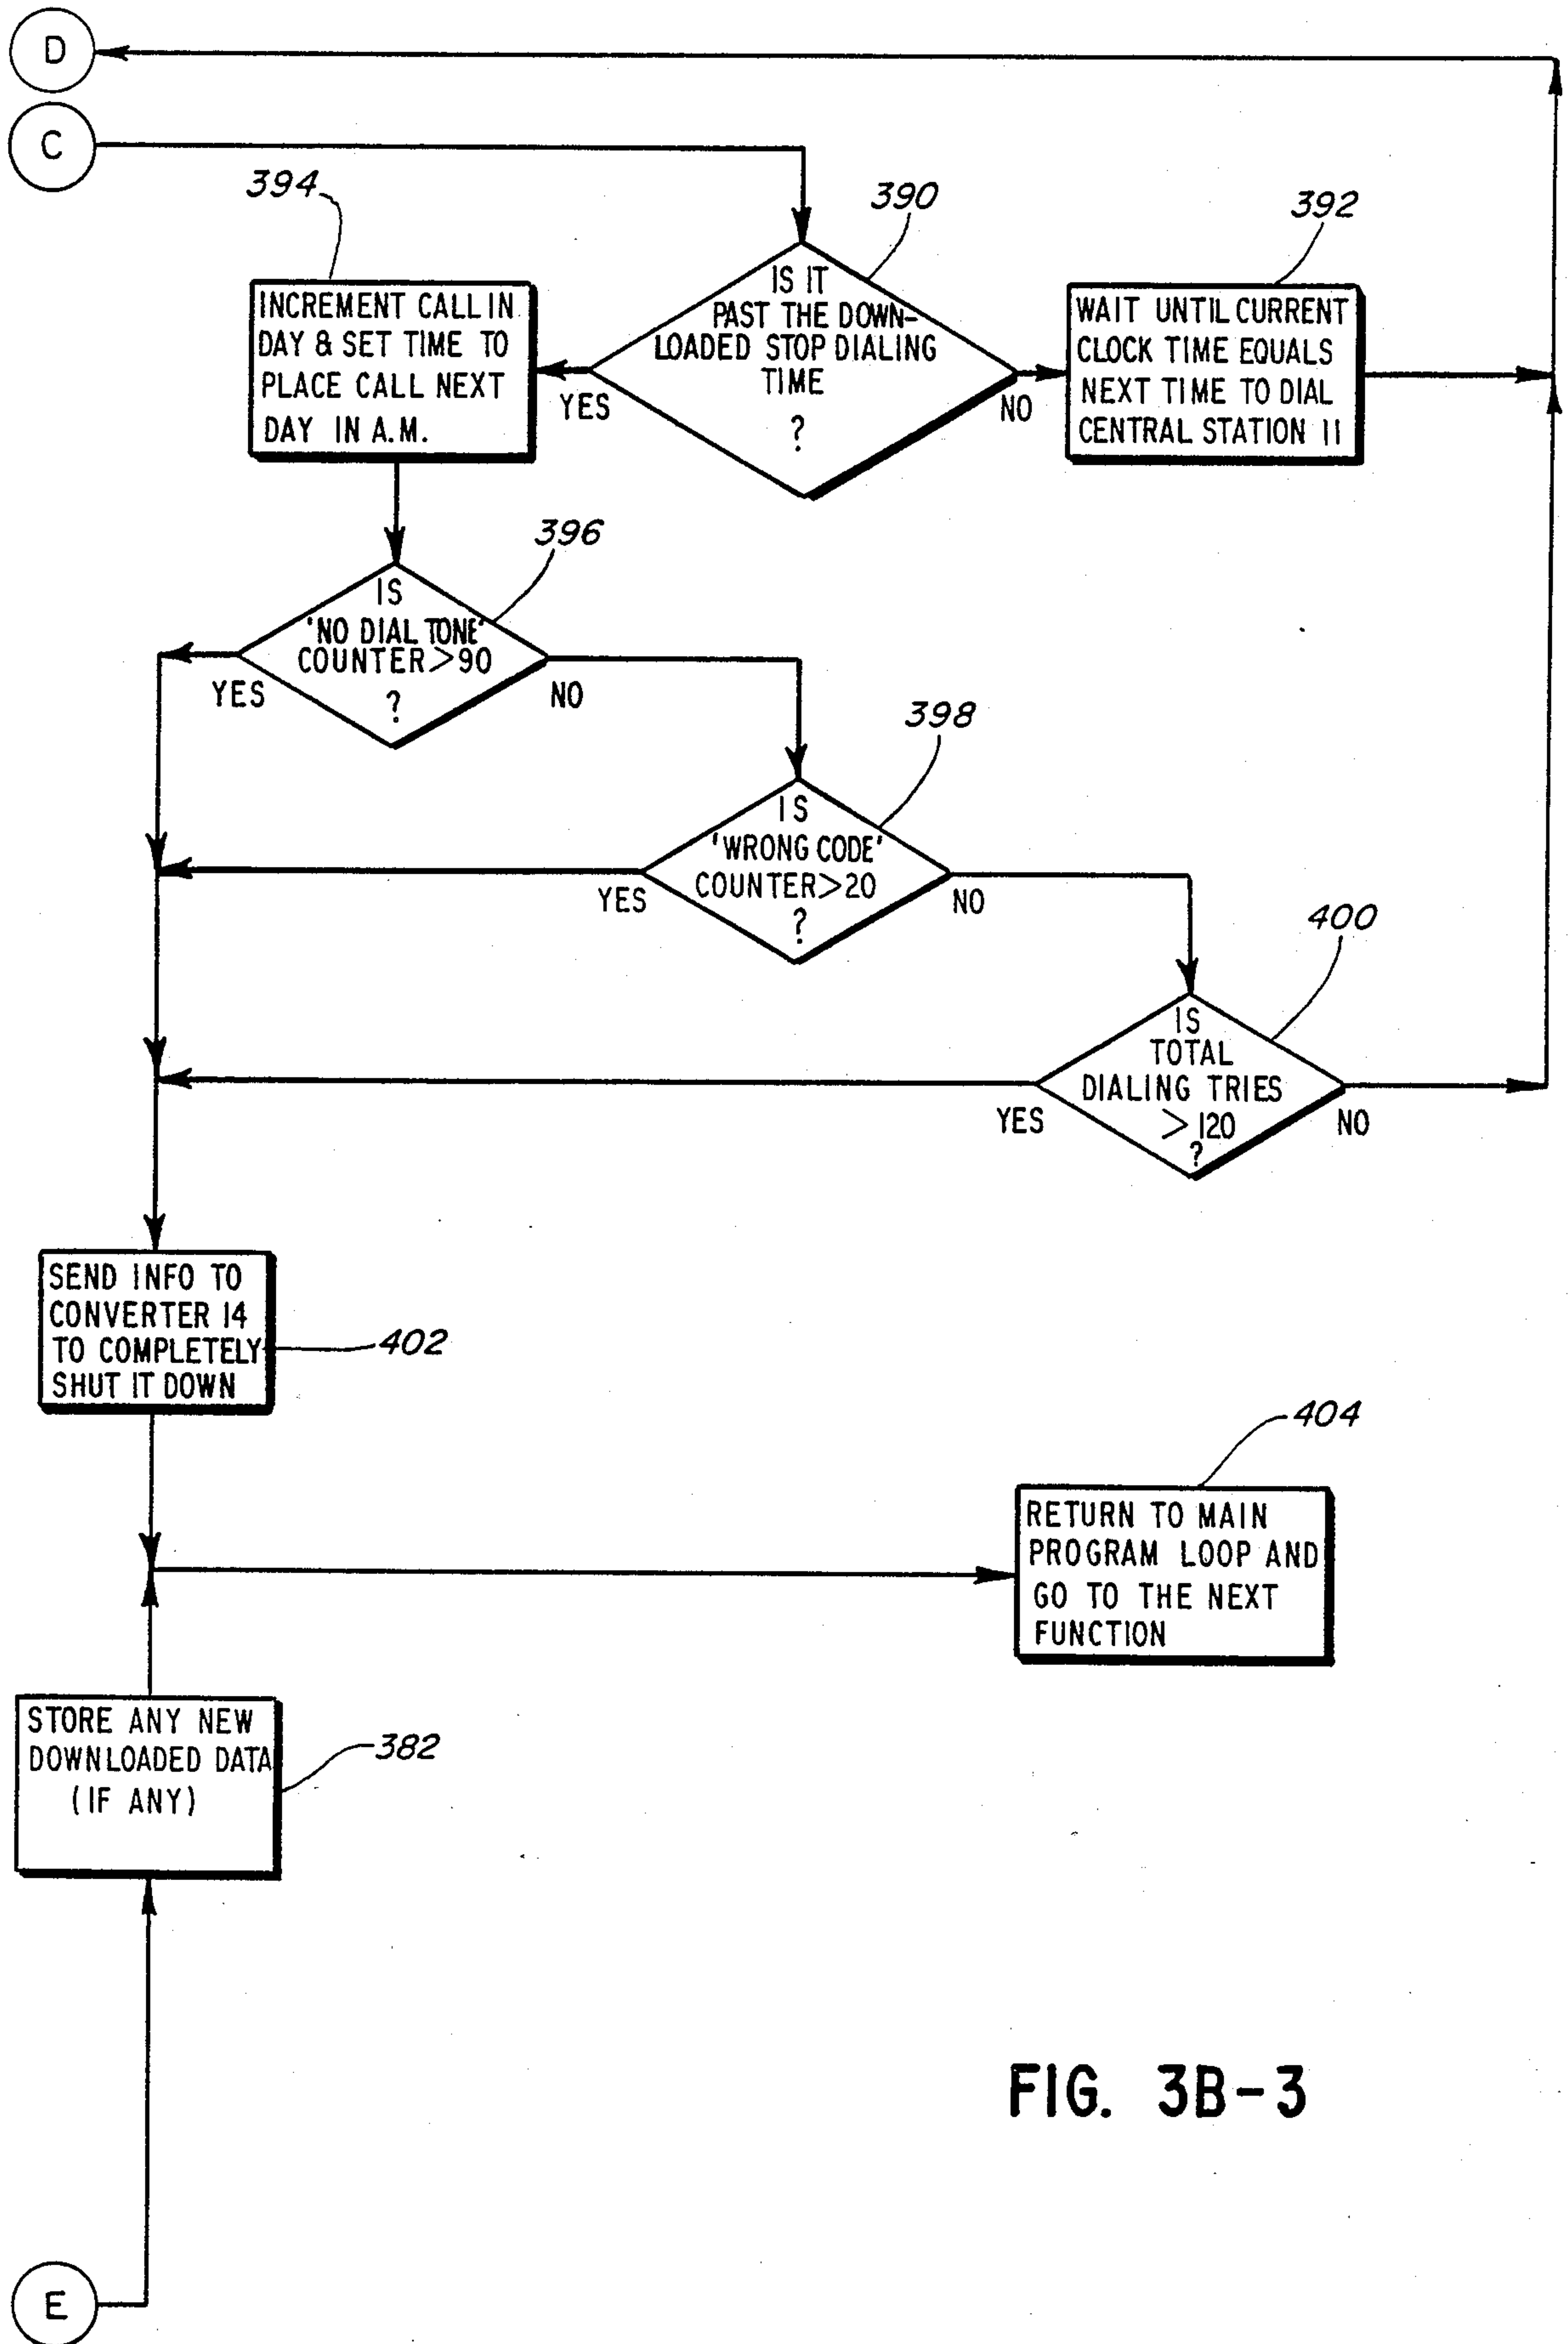 D
C
394
390
392
INCREMENT CALL IN
DAY & SET TIME TO
PLACE CALL NEXT
DAY IN A.M.
IS IT
PAST THE DOWN-
LOADED STOP DIALING
TIME
?
YES
NO
WAIT UNTIL CURRENT
CLOCK TIME EQUALS
NEXT TIME TO DIAL
CENTRAL STATION 11
396
IS
'NO DIAL TONE'
COUNTER>90
?
YES
NO
398
IS
'WRONG CODE'
COUNTER>20
?
YES
NO
400
IS
TOTAL
DIALING TRIES
>120
?
YES
NO
SEND INFO TO
CONVERTER 14
TO COMPLETELY
SHUT IT DOWN
402
404
RETURN TO MAIN
PROGRAM LOOP AND
GO TO THE NEXT
FUNCTION
STORE ANY NEW
DOWNLOADED DATA
(IF ANY)
382
FIG. 3B-3
E